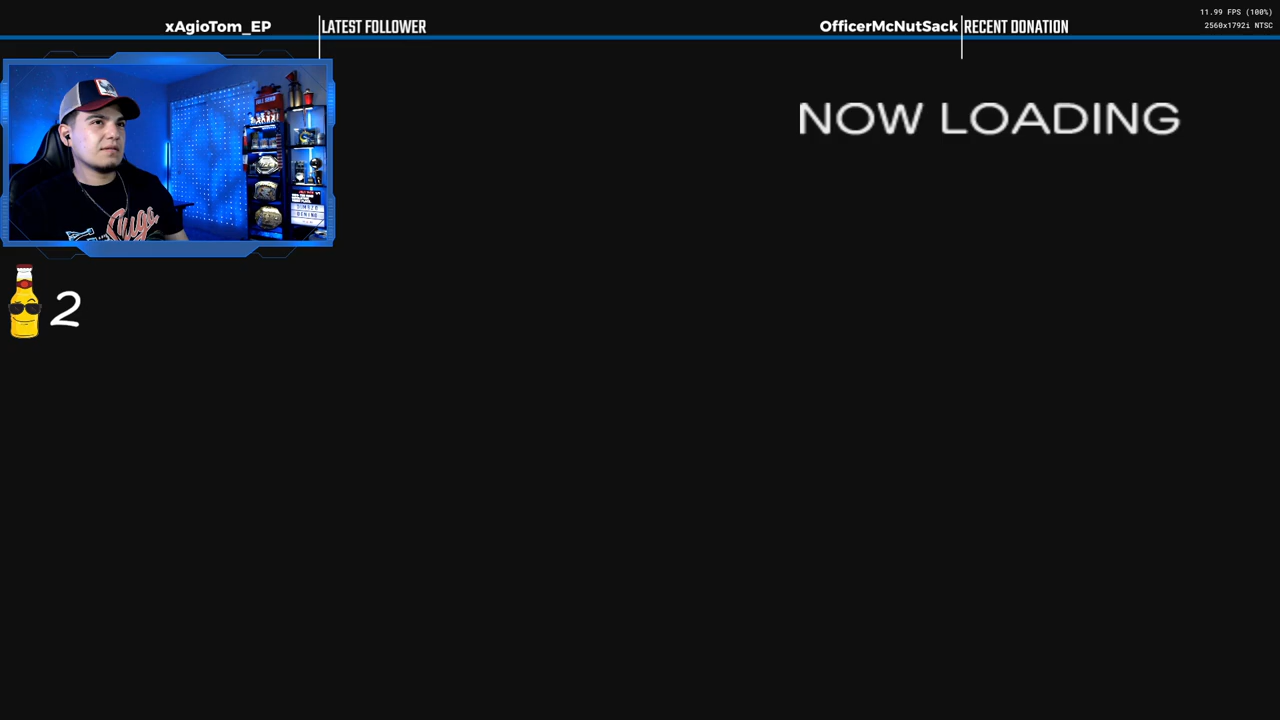 xAgioTom_EP LATEST FOLLOWER OfficerMcNutSack RECENT DONATION
11.99 FPS (100%)
2560x1792i NTSC
NOW LOADING
2